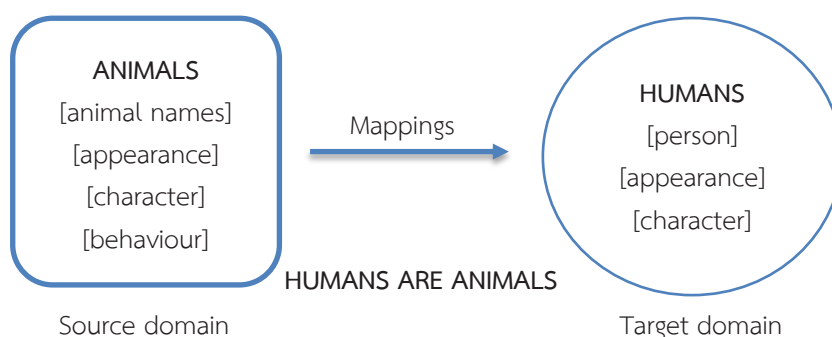 ANIMALS
[animal names]
[appearance]
[character]
[behaviour]
Mappings
HUMANS
[person]
[appearance]
[character]
HUMANS ARE ANIMALS
Source domain
Target domain